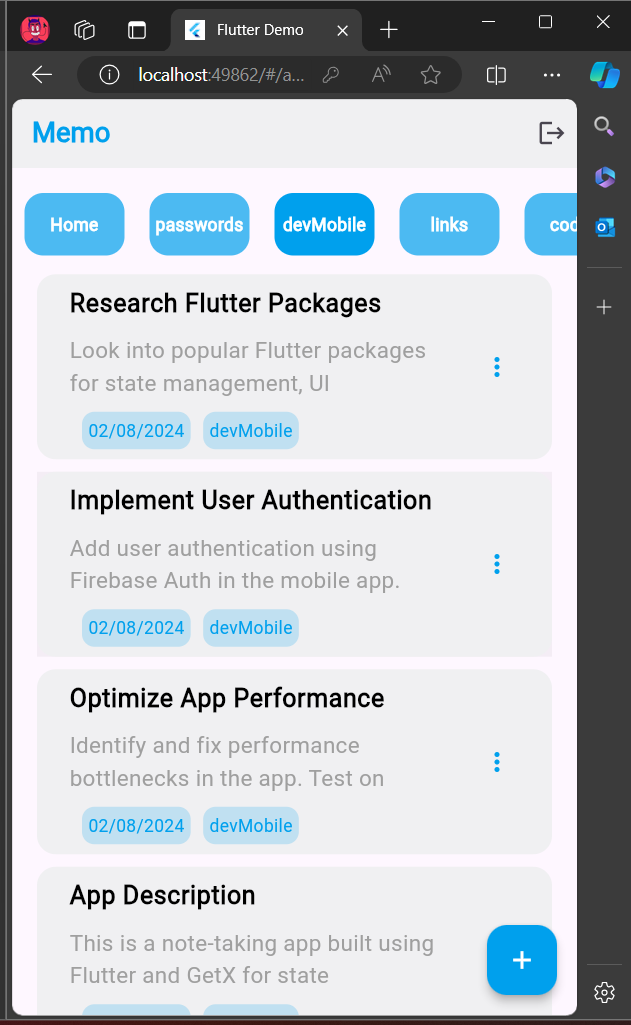 Flutter Demo
localhost:49862/#/a...
Memo
Home passwords devMobile links cod
Research Flutter Packages
Look into popular Flutter packages
for state management, UI
02/08/2024 devMobile
Implement User Authentication
Add user authentication using
Firebase Auth in the mobile app.
02/08/2024 devMobile
Optimize App Performance
Identify and fix performance
bottlenecks in the app. Test on
02/08/2024 devMobile
App Description
This is a note-taking app built using
Flutter and GetX for state